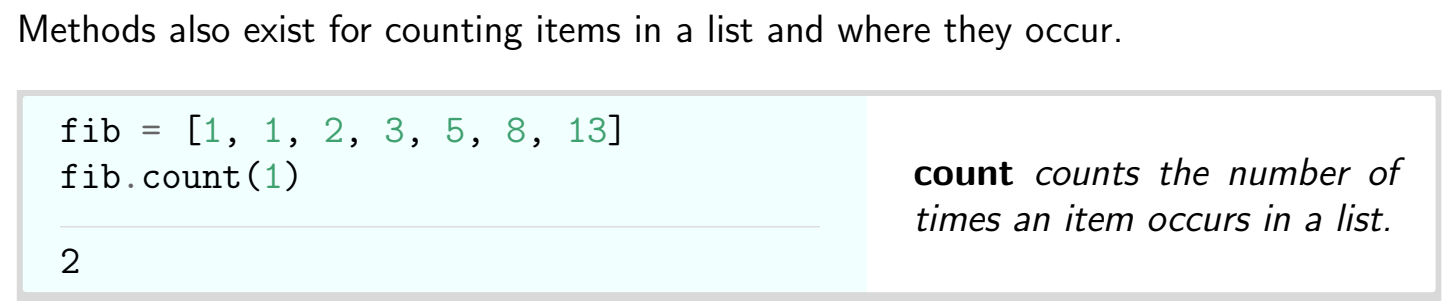 Methods also exist for counting items in a list and where they occur.
fib = [1, 1, 2, 3, 5, 8, 13]
fib.count(1)
2
count counts the number of
times an item occurs in a list.